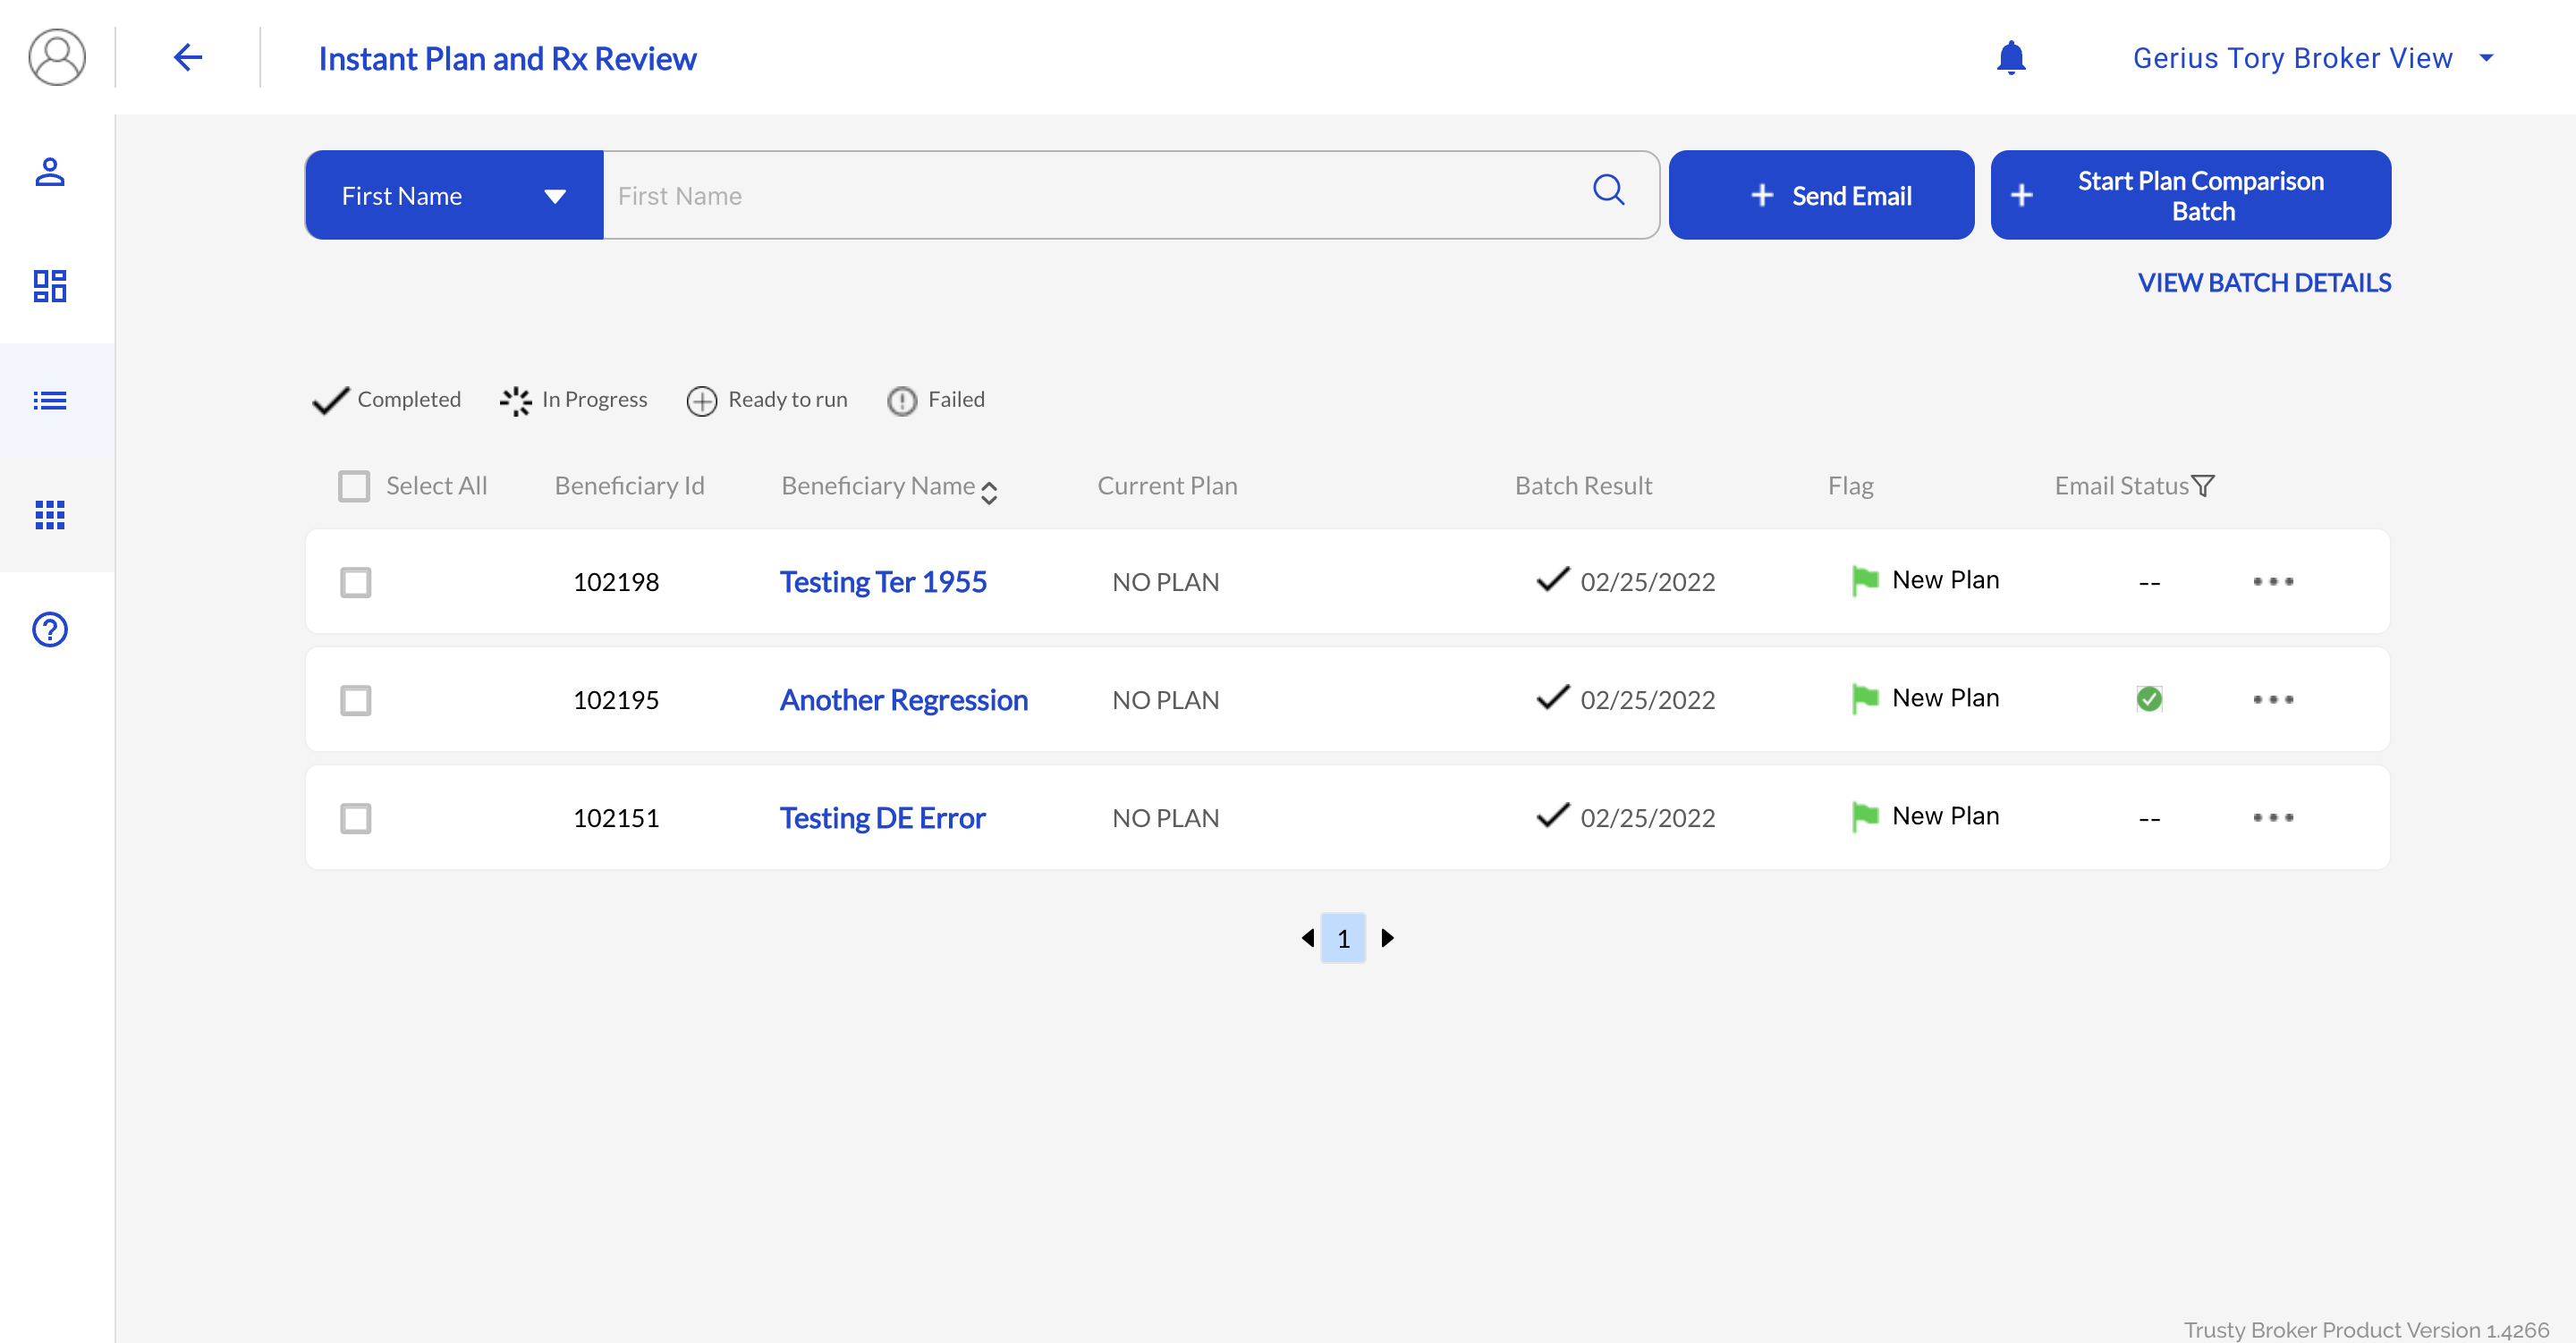 Instant Plan and Rx Review
Gerius Tory Broker View
First Name
First Name
+ Send Email
+ Start Plan Comparison
Batch
VIEW BATCH DETAILS
Completed In Progress Ready to run Failed
Select All Beneficiary Id Beneficiary Name Current Plan Batch Result Flag Email Status
102198 Testing Ter 1955 NO PLAN 02/25/2022 New Plan -- •••
102195 Another Regression NO PLAN 02/25/2022 New Plan •••
102151 Testing DE Error NO PLAN 02/25/2022 New Plan -- •••
1
Trusty Broker Product Version 1.4266